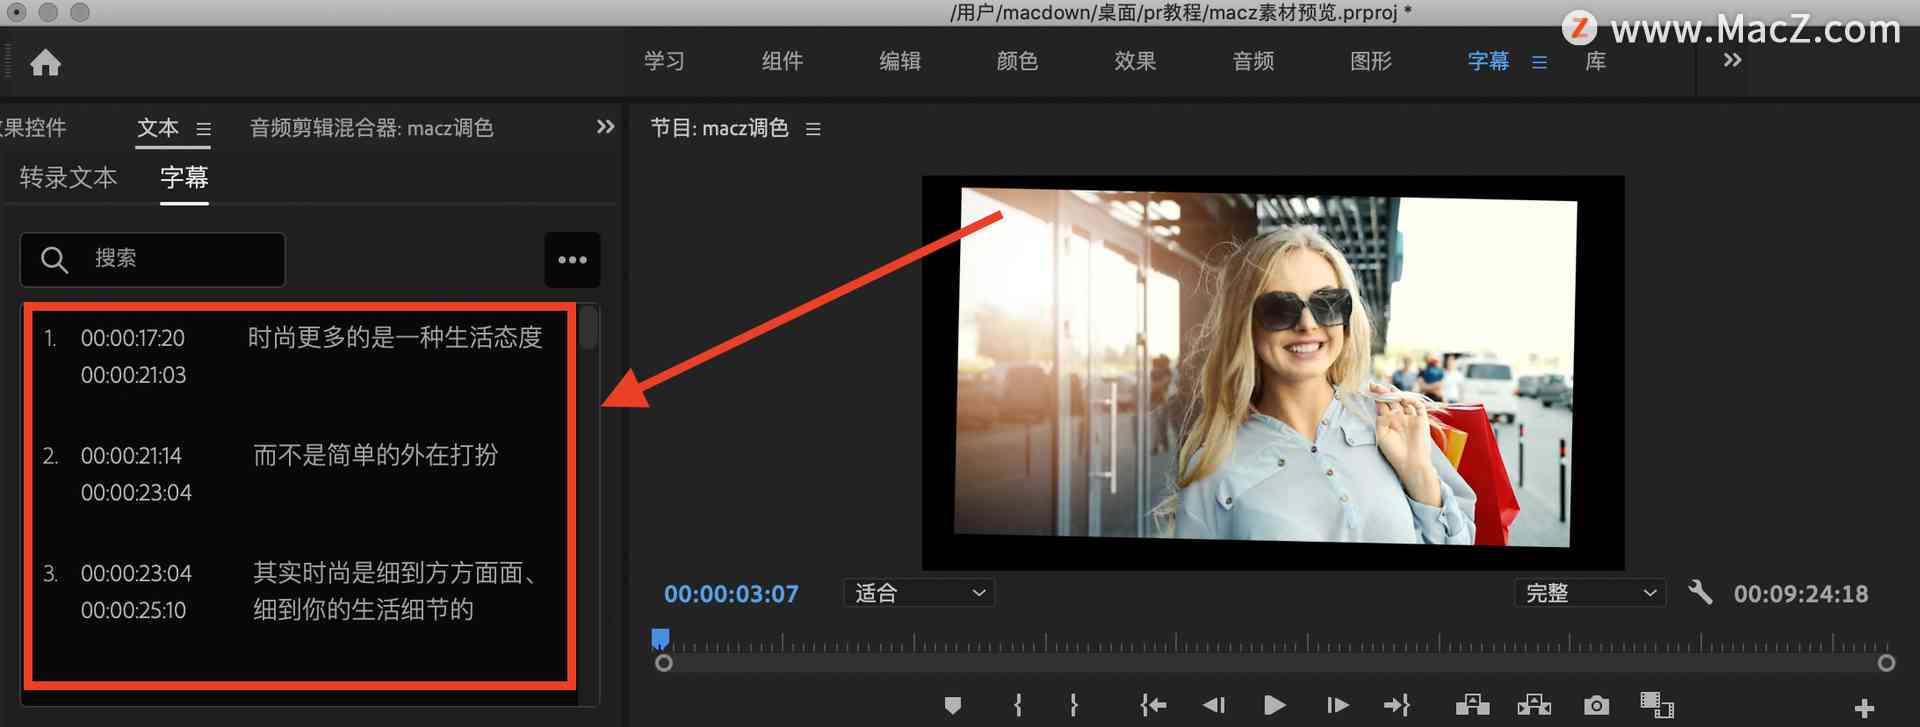 /用户/macdown/桌面/pr教程/macz素材预览.prproj *
Z www.MacZ.com
学习 组件 编辑 颜色 效果 音频 图形 字幕 库
果控件 文本 音频剪辑混合器: macz调色
节目: macz调色
转录文本 字幕
搜索
1. 00:00:17:20 时尚更多的是一种生活态度
00:00:21:03
2. 00:00:21:14 而不是简单的外在打扮
00:00:23:04
3. 00:00:23:04 其实时尚是细到方方面面、
00:00:25:10 细到你的生活细节的
00:00:03:07 适合 完整 00:09:24:18